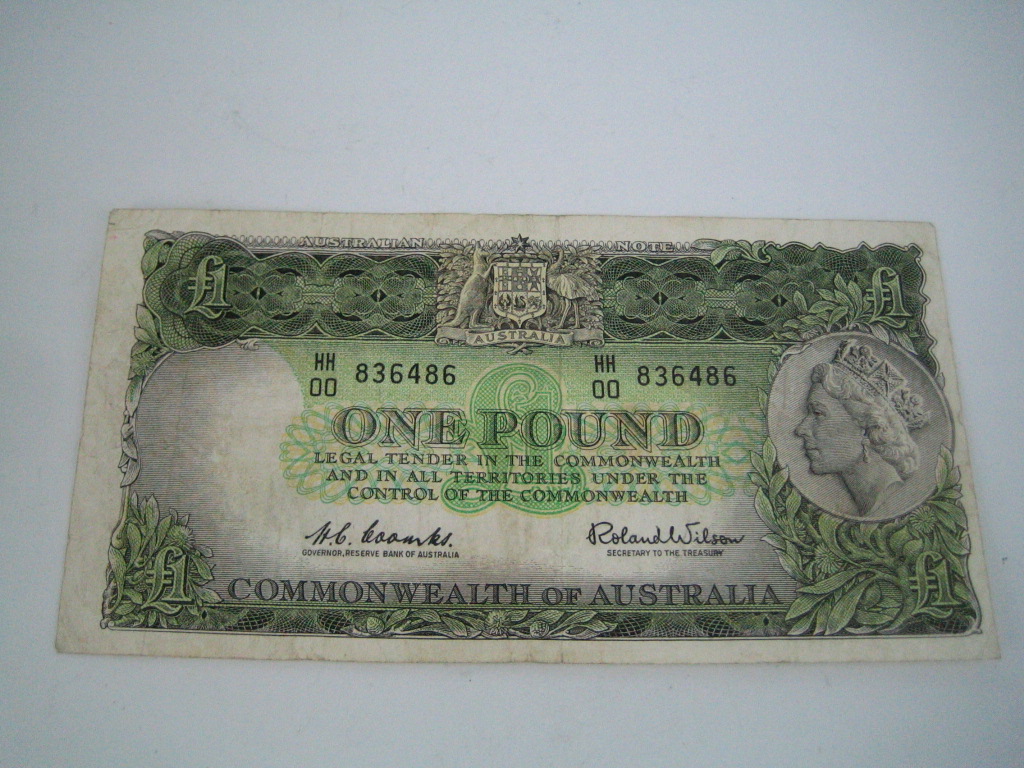 AUSTRALIAN NOTE
£1 £1
AUSTRALIA
HH 00 836486 HH 00 836486
ONE POUND
LEGAL TENDER IN THE COMMONWEALTH
AND IN ALL TERRITORIES UNDER THE
CONTROL OF THE COMMONWEALTH
H.C. Coombs. Roland Wilson
GOVERNOR, RESERVE BANK OF AUSTRALIA SECRETARY TO THE TREASURY
£1 £1
COMMONWEALTH OF AUSTRALIA